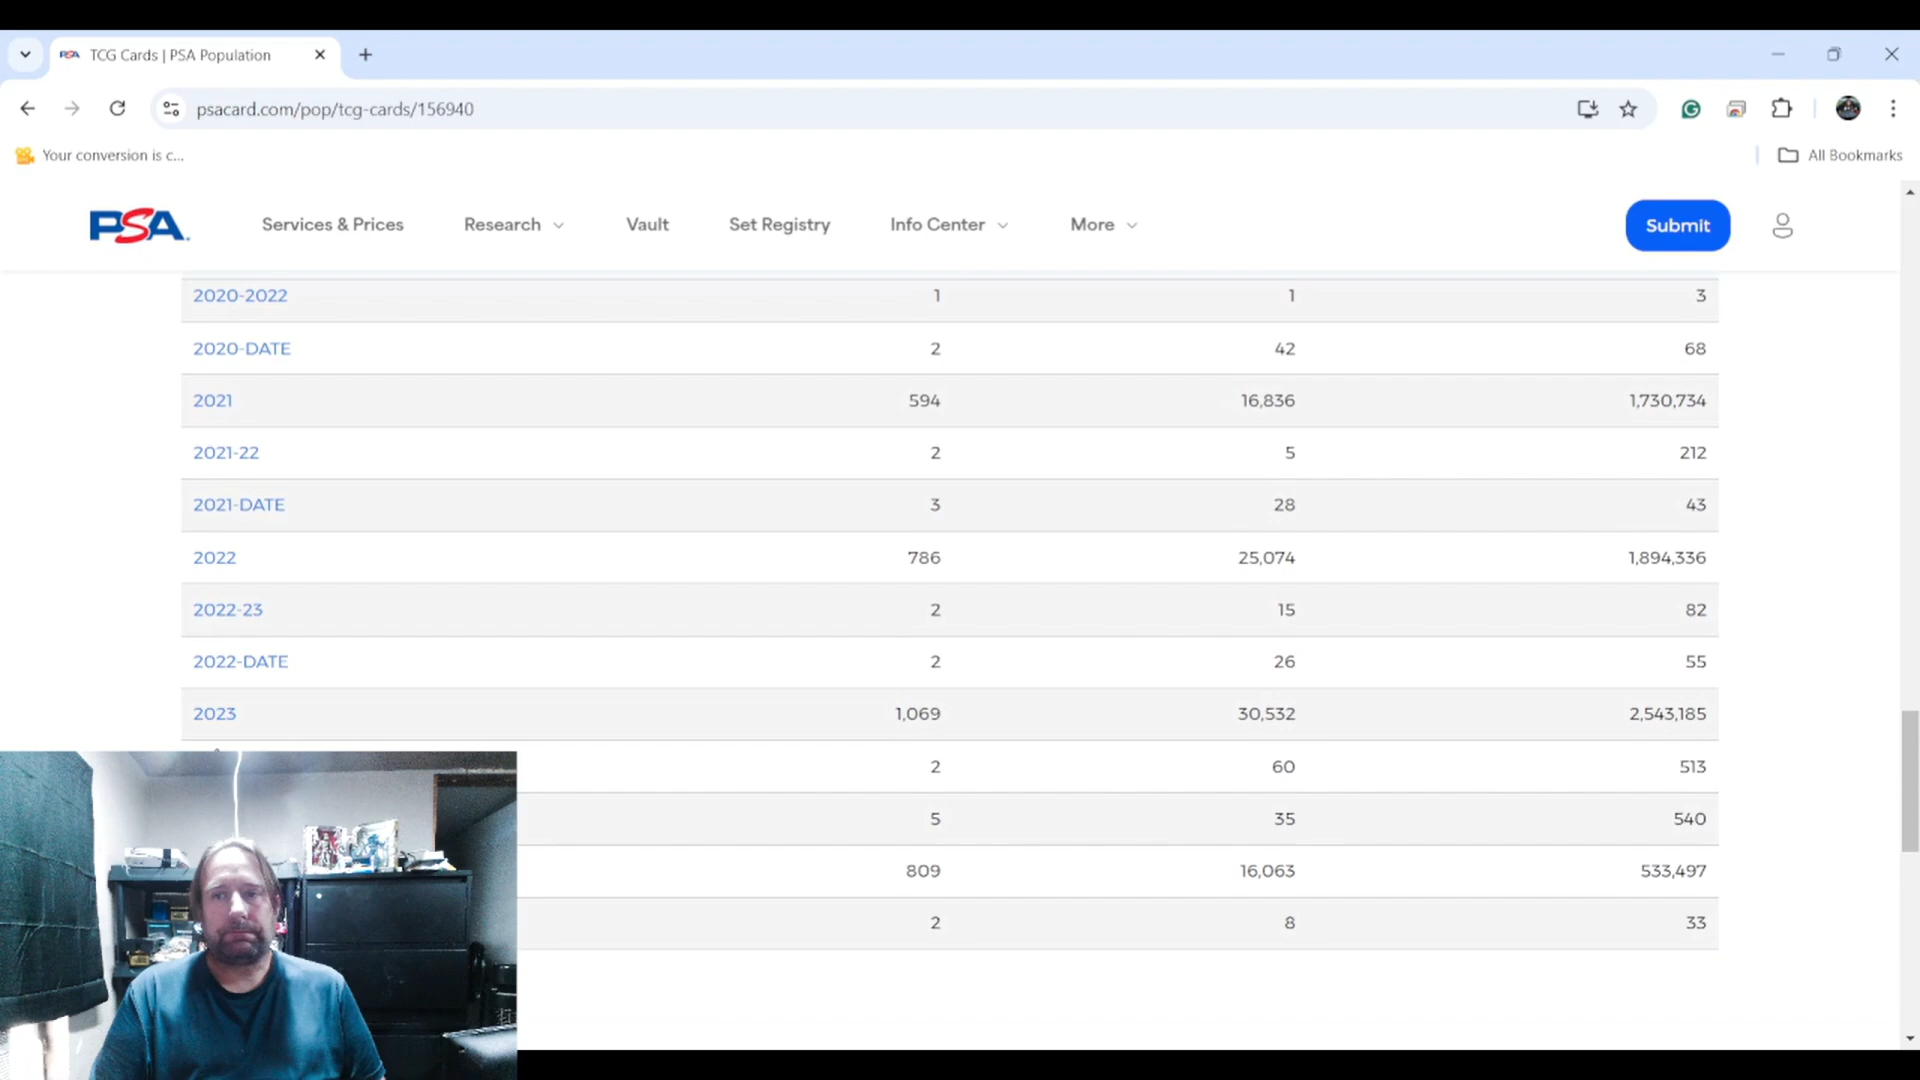 TCG Cards | PSA Population
psacard.com/pop/tcg-cards/156940
Your conversion is c...
All Bookmarks
PSA
Services & Prices
Research
Vault
Set Registry
Info Center
More
Submit
2020-2022 1 1 3
2020-DATE 2 42 68
2021 594 16,836 1,730,734
2021-22 2 5 212
2021-DATE 3 28 43
2022 786 25,074 1,894,336
2022-23 2 15 82
2022-DATE 2 26 55
2023 1,069 30,532 2,543,185
2 60 513
5 35 540
809 16,063 533,497
2 8 33